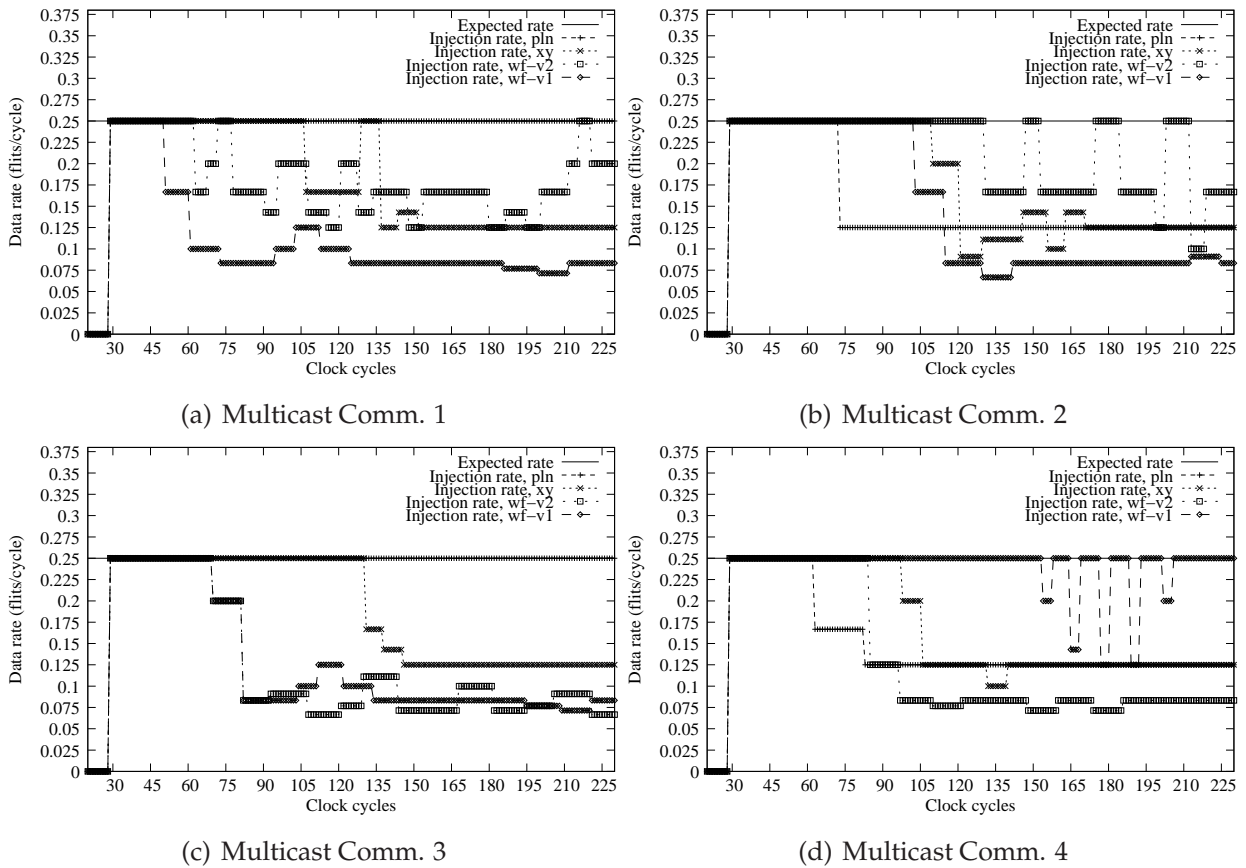 0.375
0.35
0.325
0.3
0.275
0.25
0.225
0.2
0.175
0.15
0.125
0.1
0.075
0.05
0.025
0
Data rate (flits/cycle)
Expected rate
Injection rate, pln
Injection rate, xy
Injection rate, wf−v2
Injection rate, wf−v1
30 45 60 75 90 105 120 135 150 165 180 195 210 225
Clock cycles
(a) Multicast Comm. 1
0.375
0.35
0.325
0.3
0.275
0.25
0.225
0.2
0.175
0.15
0.125
0.1
0.075
0.05
0.025
0
Data rate (flits/cycle)
Expected rate
Injection rate, pln
Injection rate, xy
Injection rate, wf−v2
Injection rate, wf−v1
30 45 60 75 90 105 120 135 150 165 180 195 210 225
Clock cycles
(b) Multicast Comm. 2
0.375
0.35
0.325
0.3
0.275
0.25
0.225
0.2
0.175
0.15
0.125
0.1
0.075
0.05
0.025
0
Data rate (flits/cycle)
Expected rate
Injection rate, pln
Injection rate, xy
Injection rate, wf−v2
Injection rate, wf−v1
30 45 60 75 90 105 120 135 150 165 180 195 210 225
Clock cycles
(c) Multicast Comm. 3
0.375
0.35
0.325
0.3
0.275
0.25
0.225
0.2
0.175
0.15
0.125
0.1
0.075
0.05
0.025
0
Data rate (flits/cycle)
Expected rate
Injection rate, pln
Injection rate, xy
Injection rate, wf−v2
Injection rate, wf−v1
30 45 60 75 90 105 120 135 150 165 180 195 210 225
Clock cycles
(d) Multicast Comm. 4